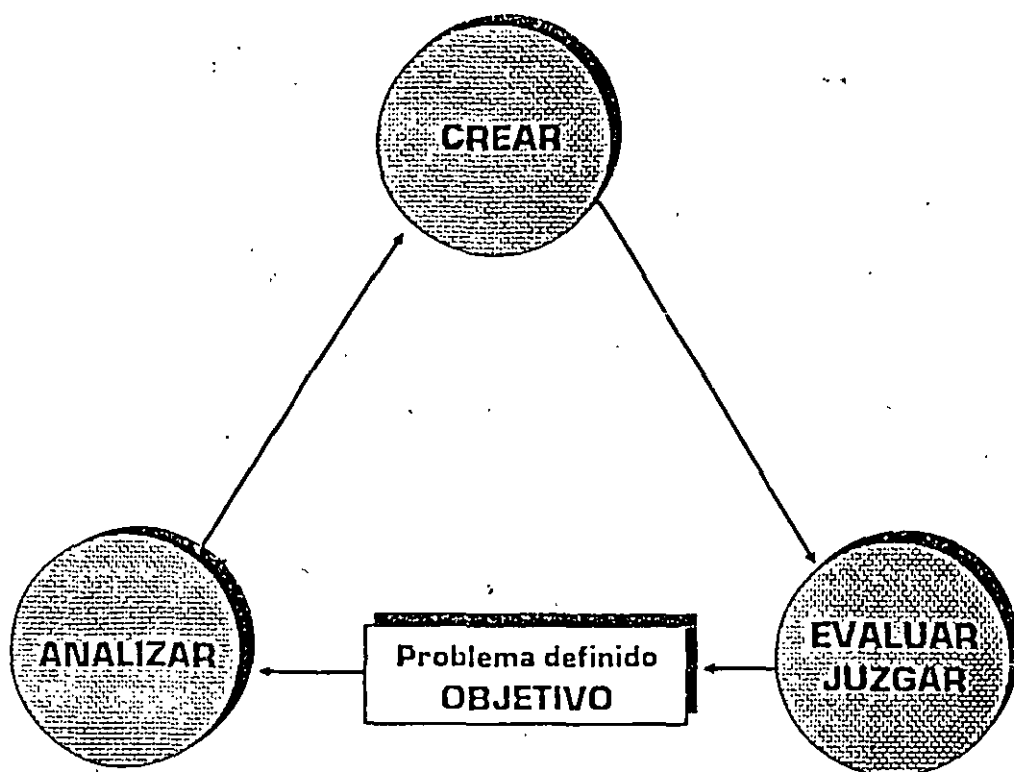 CREAR
ANALIZAR
Problema definido
OBJETIVO
EVALUAR
JUZGAR